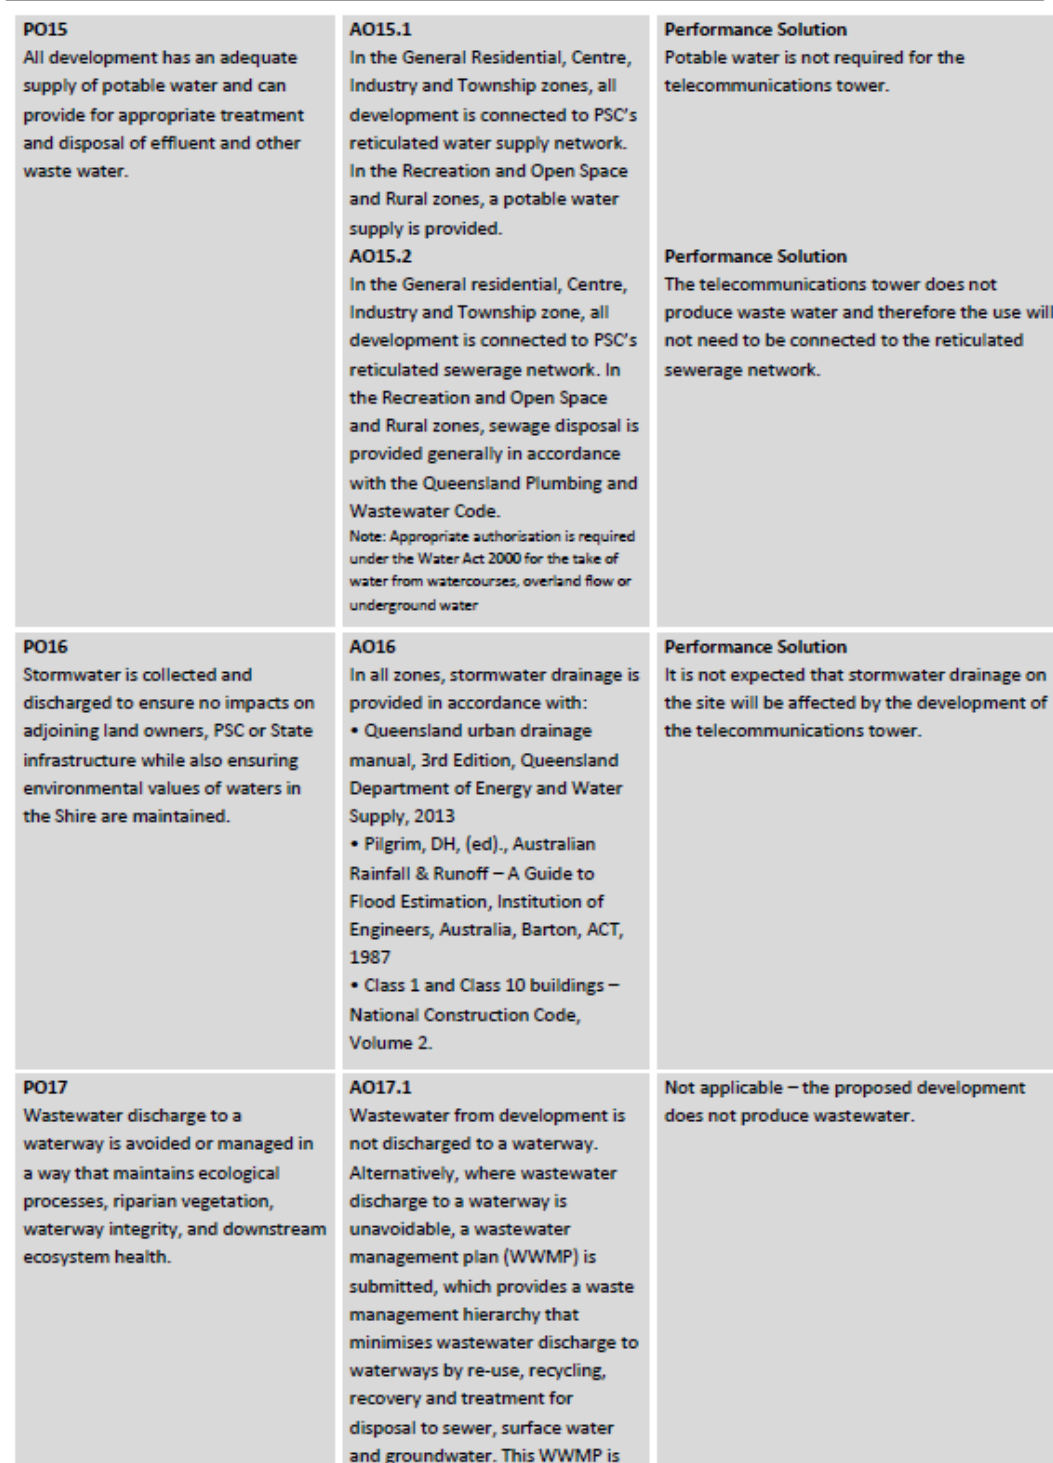 PO15
All development has an adequate
supply of potable water and can
provide for appropriate treatment
and disposal of effluent and other
waste water.
AO15.1
In the General Residential, Centre,
Industry and Township zones, all
development is connected to PSC's
reticulated water supply network.
In the Recreation and Open Space
and Rural zones, a potable water
supply is provided.
Performance Solution
Potable water is not required for the
telecommunications tower.
AO15.2
In the General residential, Centre,
Industry and Township zone, all
development is connected to PSC's
reticulated sewerage network. In
the Recreation and Open Space
and Rural zones, sewage disposal is
provided generally in accordance
with the Queensland Plumbing and
Wastewater Code.
Note: Appropriate authorisation is required
under the Water Act 2000 for the take of
water from watercourses, overland flow or
underground water
Performance Solution
The telecommunications tower does not
produce waste water and therefore the use will
not need to be connected to the reticulated
sewerage network.
PO16
Stormwater is collected and
discharged to ensure no impacts on
adjoining land owners, PSC or State
infrastructure while also ensuring
environmental values of waters in
the Shire are maintained.
AO16
In all zones, stormwater drainage is
provided in accordance with:
• Queensland urban drainage
manual, 3rd Edition, Queensland
Department of Energy and Water
Supply, 2013
• Pilgrim, DH, (ed)., Australian
Rainfall & Runoff – A Guide to
Flood Estimation, Institution of
Engineers, Australia, Barton, ACT,
1987
• Class 1 and Class 10 buildings –
National Construction Code,
Volume 2.
Performance Solution
It is not expected that stormwater drainage on
the site will be affected by the development of
the telecommunications tower.
PO17
Wastewater discharge to a
waterway is avoided or managed in
a way that maintains ecological
processes, riparian vegetation,
waterway integrity, and downstream
ecosystem health.
AO17.1
Wastewater from development is
not discharged to a waterway.
Alternatively, where wastewater
discharge to a waterway is
unavoidable, a wastewater
management plan (WWMP) is
submitted, which provides a waste
management hierarchy that
minimises wastewater discharge to
waterways by re-use, recycling,
recovery and treatment for
disposal to sewer, surface water
and groundwater. This WWMP is
Not applicable – the proposed development
does not produce wastewater.